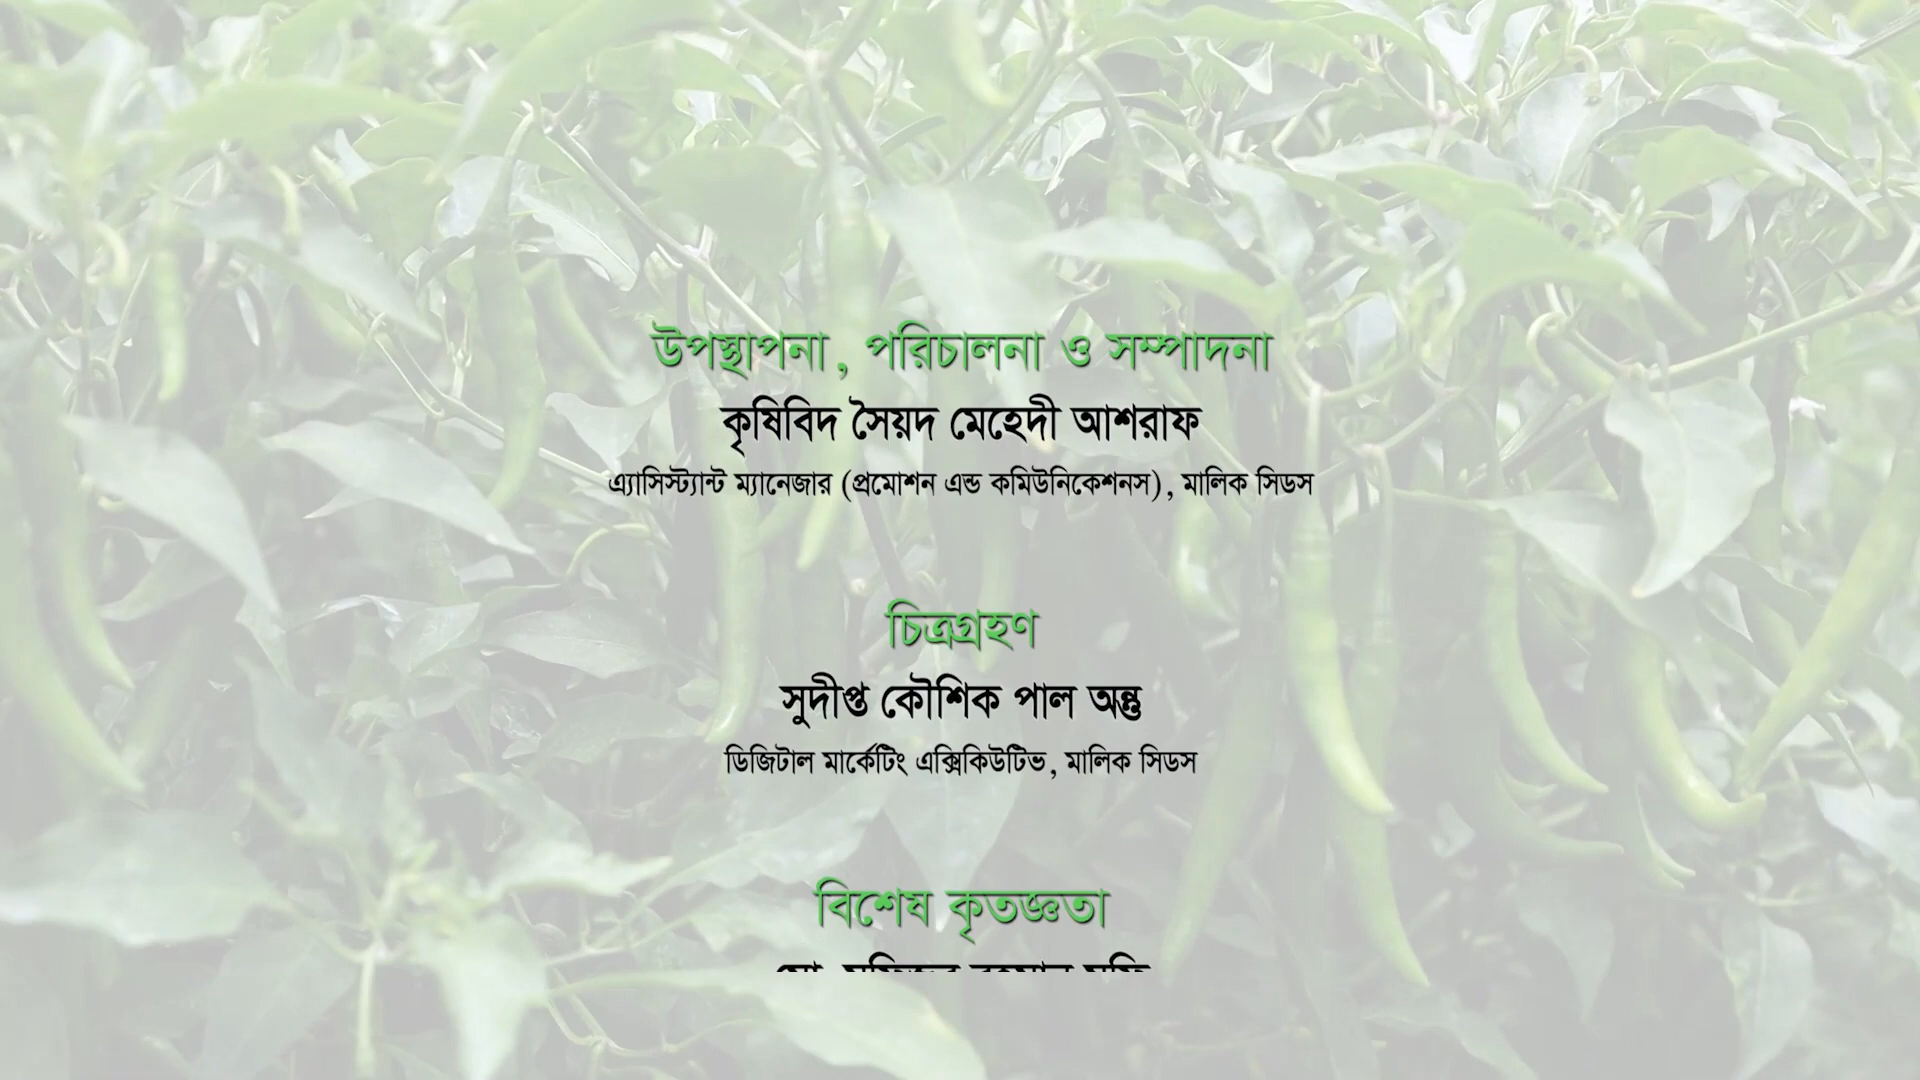 উপস্থাপনা, পরিচালনা ও সম্পাদনা
কৃষিবিদ সৈয়দ মেহেদী আশরাফ
এ্যাসিস্ট্যান্ট ম্যানেজার (প্রমোশন এন্ড কমিউনিকেশনস), মালিক সিডস
চিত্রগ্রহণ
সুদীপ্ত কৌশিক পাল অন্তু
ডিজিটাল মার্কেটিং এক্সিকিউটিভ, মালিক সিডস
বিশেষ কৃতজ্ঞতা